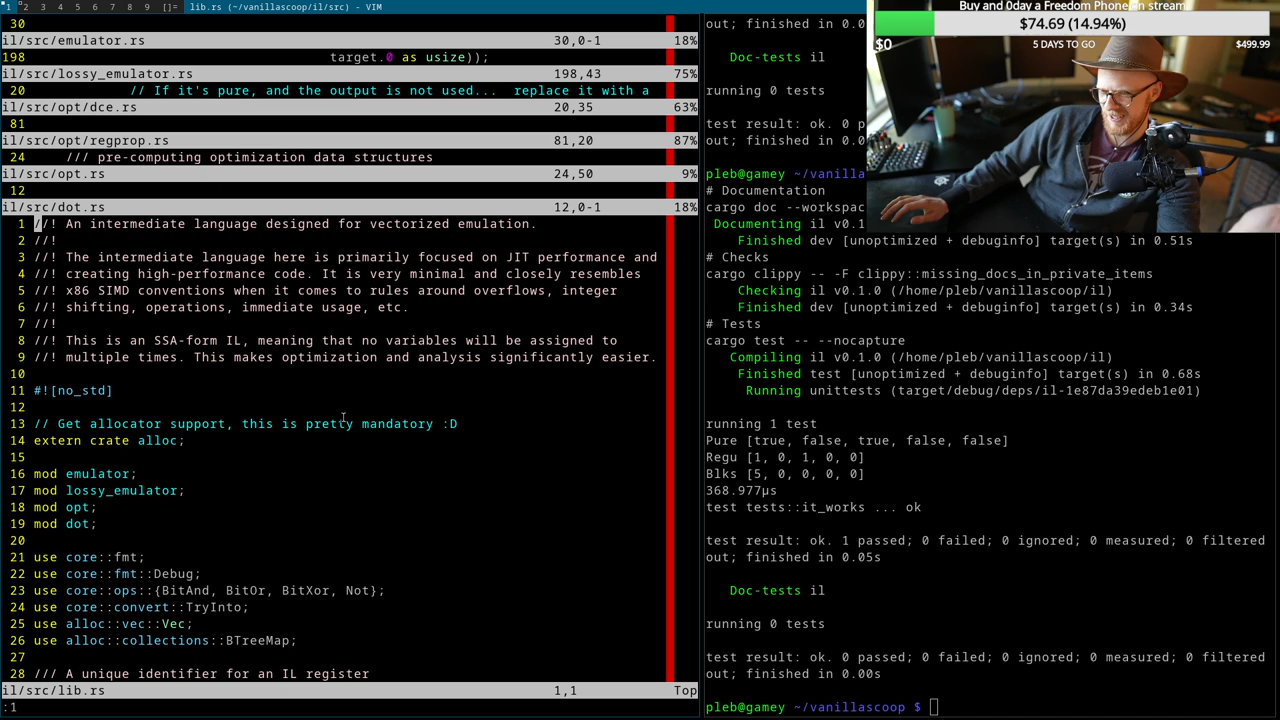 1 2 3 4 5 6 7 8 9 []= lib.rs (~/vanillascoop/il/src) - VIM
30
il/src/emulator.rs 30,0-1 18%
198 target.0 as usize));
il/src/lossy_emulator.rs 198,43 75%
20 // If it's pure, and the output is not used... replace it with a
il/src/opt/dce.rs 20,35 63%
81
il/src/opt/regprop.rs 81,20 87%
24 /// pre-computing optimization data structures
il/src/opt.rs 24,50 9%
12
il/src/dot.rs 12,0-1 18%
1 //! An intermediate language designed for vectorized emulation.
2 //!
3 //! The intermediate language here is primarily focused on JIT performance and
4 //! creating high-performance code. It is very minimal and closely resembles
5 //! x86 SIMD conventions when it comes to rules around overflows, integer
6 //! shifting, operations, immediate usage, etc.
7 //!
8 //! This is an SSA-form IL, meaning that no variables will be assigned to
9 //! multiple times. This makes optimization and analysis significantly easier.
10
11 #![no_std]
12
13 // Get allocator support, this is pretty mandatory :D
14 extern crate alloc;
15
16 mod emulator;
17 mod lossy_emulator;
18 mod opt;
19 mod dot;
20
21 use core::fmt;
22 use core::fmt::Debug;
23 use core::ops::{BitAnd, BitOr, BitXor, Not};
24 use core::convert::TryInto;
25 use alloc::vec::Vec;
26 use alloc::collections::BTreeMap;
27
28 /// A unique identifier for an IL register
il/src/lib.rs 1,1 Top
:1
out; finished in 0.0
Doc-tests il
running 0 tests
test result: ok. 0 p
out; finished in 0.0
pleb@gamey ~/vanilla
# Documentation
cargo doc --workspac
Documenting il v0.1
Finished dev [unoptimized + debuginfo] target(s) in 0.51s
# Checks
cargo clippy -- -F clippy::missing_docs_in_private_items
Checking il v0.1.0 (/home/pleb/vanillascoop/il)
Finished dev [unoptimized + debuginfo] target(s) in 0.34s
# Tests
cargo test -- --nocapture
Compiling il v0.1.0 (/home/pleb/vanillascoop/il)
Finished test [unoptimized + debuginfo] target(s) in 0.68s
Running unittests (target/debug/deps/il-1e87da39edeb1e01)
running 1 test
Pure [true, false, true, false, false]
Regu [1, 0, 1, 0, 0]
Blks [5, 0, 0, 0, 0]
368.977µs
test tests::it_works ... ok
test result: ok. 1 passed; 0 failed; 0 ignored; 0 measured; 0 filtered
out; finished in 0.05s
Doc-tests il
running 0 tests
test result: ok. 0 passed; 0 failed; 0 ignored; 0 measured; 0 filtered
out; finished in 0.00s
pleb@gamey ~/vanillascoop $
Buy and 0day a Freedom Phone on stream
$74.69 (14.94%)
$0 5 DAYS TO GO $499.99